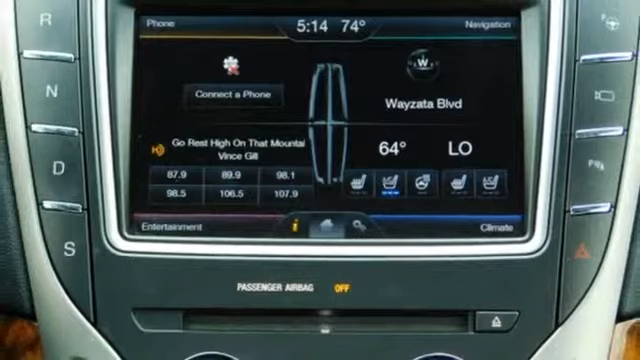 R
N
D
S
Phone
5:14 74°
Navigation
Connect a Phone
W
Wayzata Blvd
HD
Go Rest High On That Mountai
Vince Gill
87.9 89.9 98.1
98.5 106.5 107.9
64° LO
A/C A/C
Entertainment
i
Climate
PASSENGER AIRBAG OFF
P